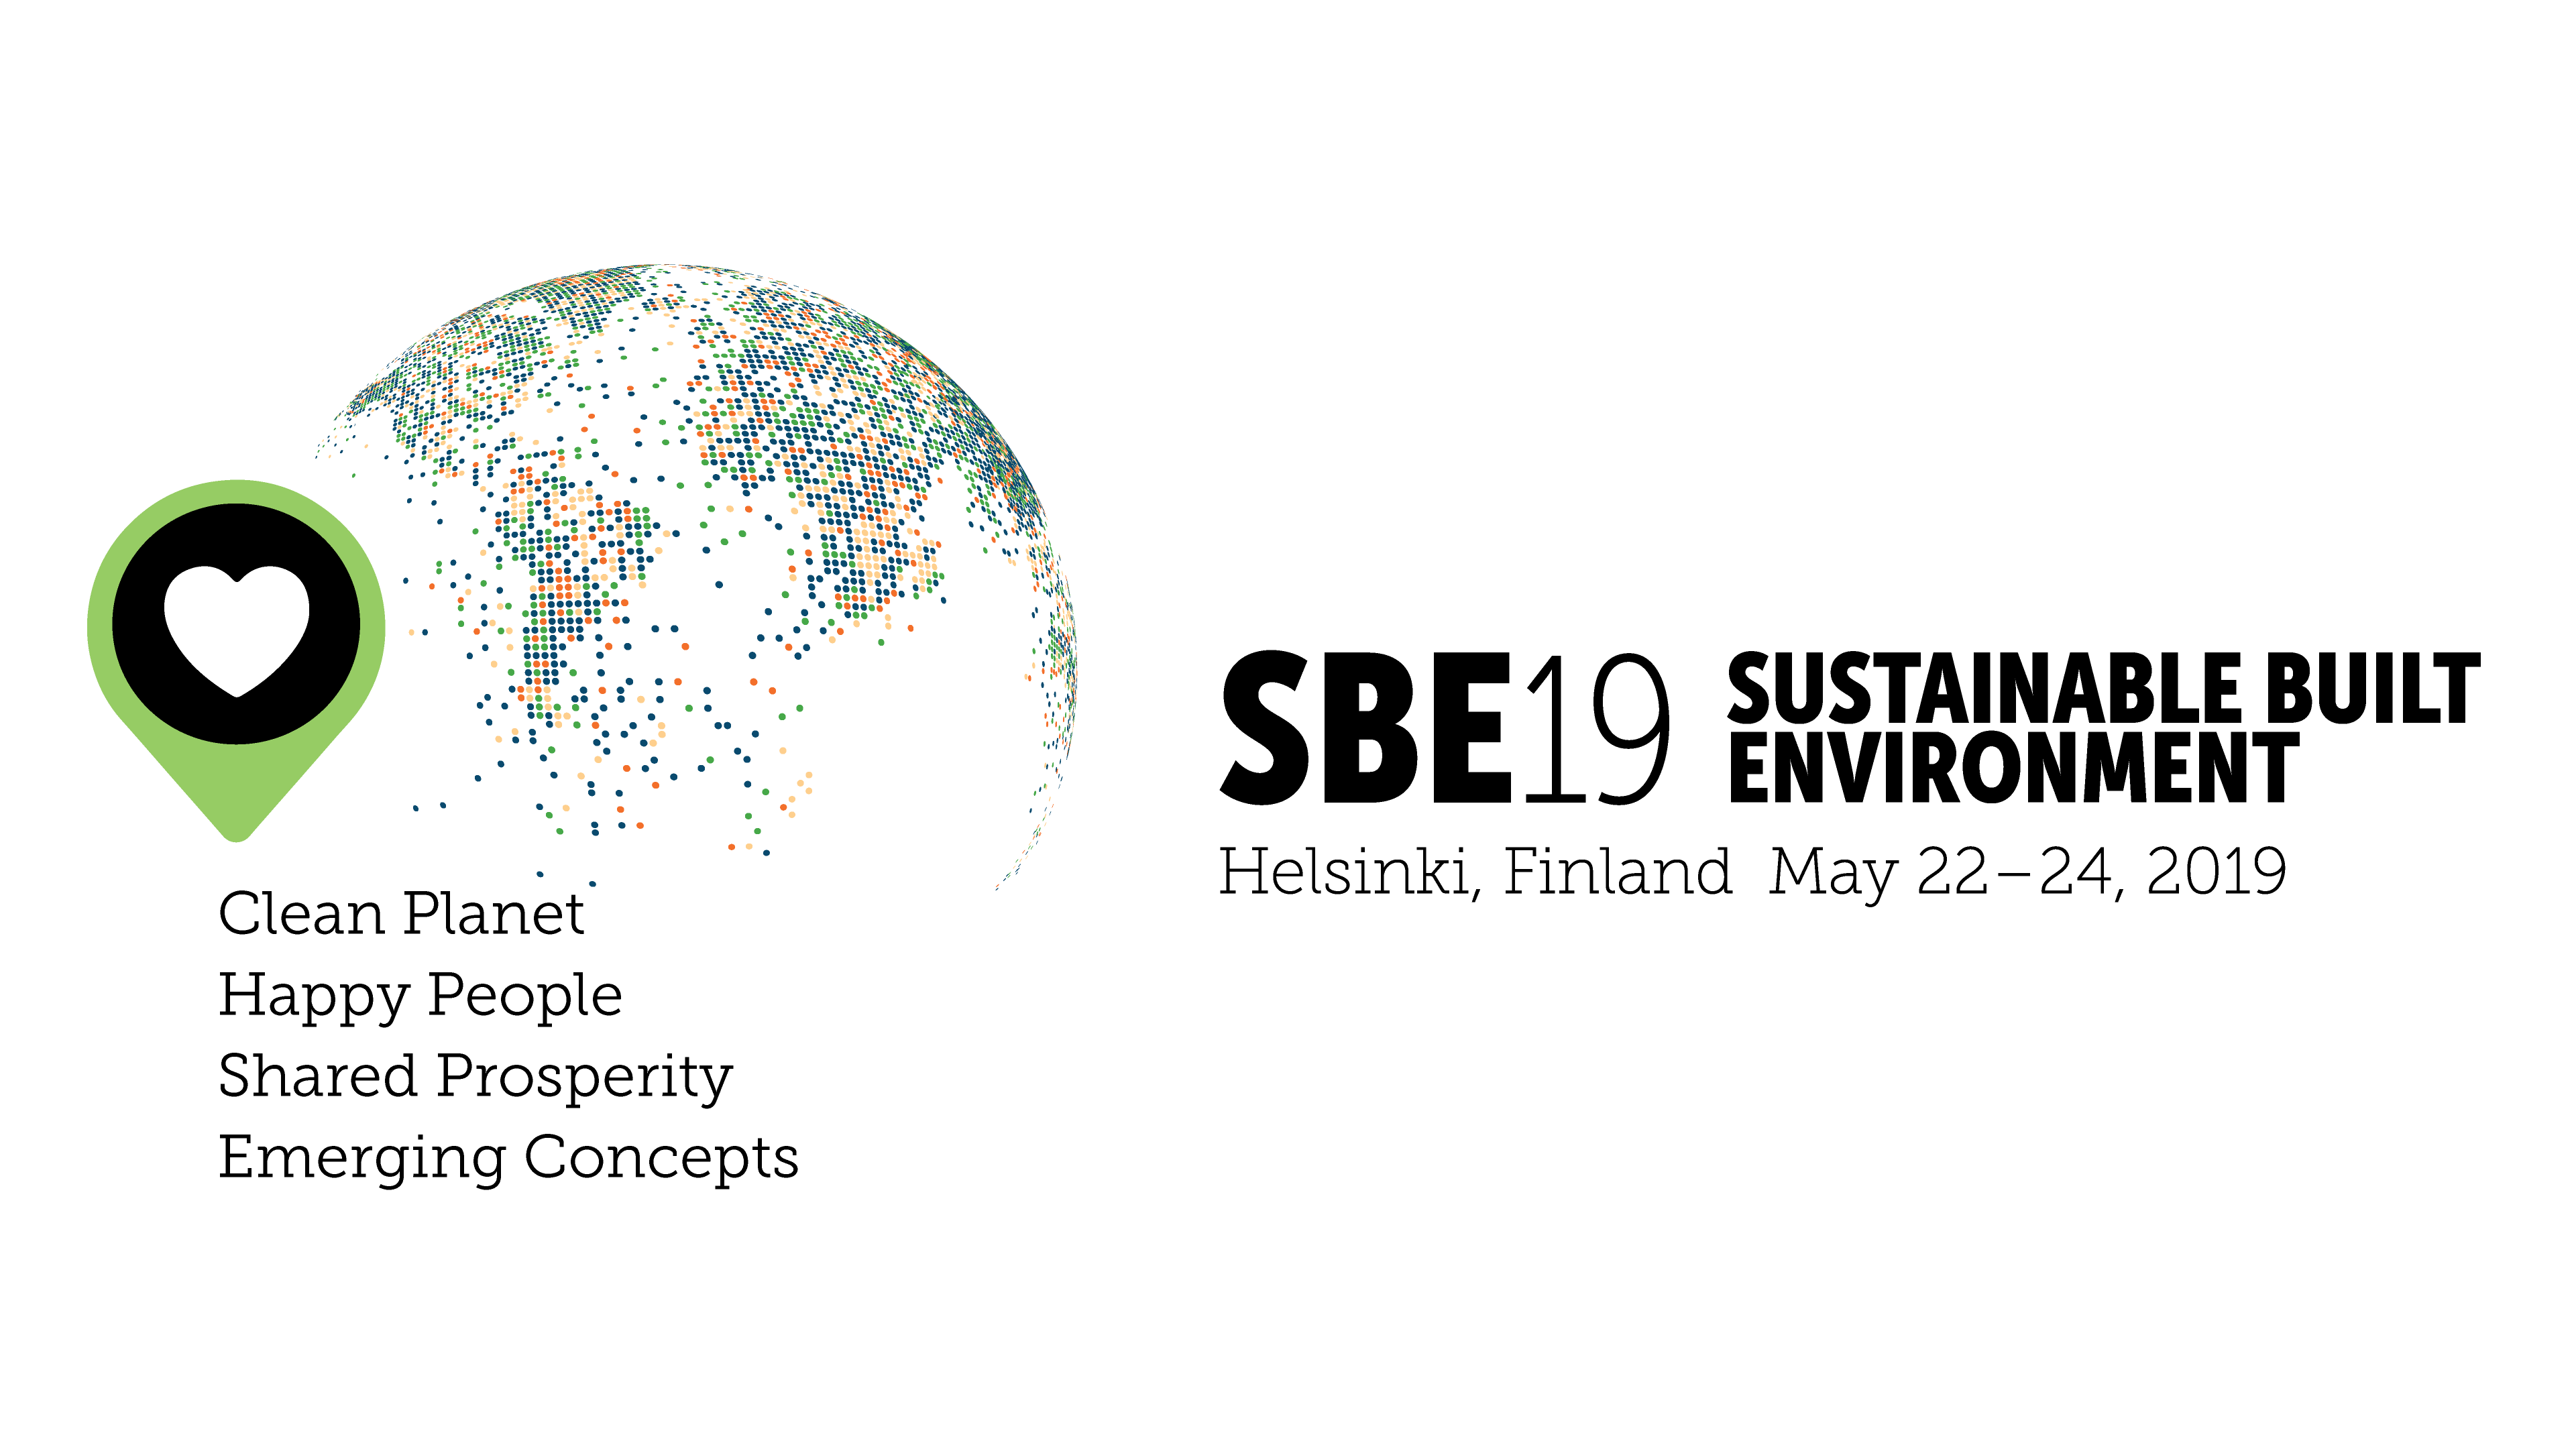 Clean Planet
Happy People
Shared Prosperity
Emerging Concepts
SBE19
SUSTAINABLE BUILT
ENVIRONMENT
Helsinki, Finland May 22–24, 2019